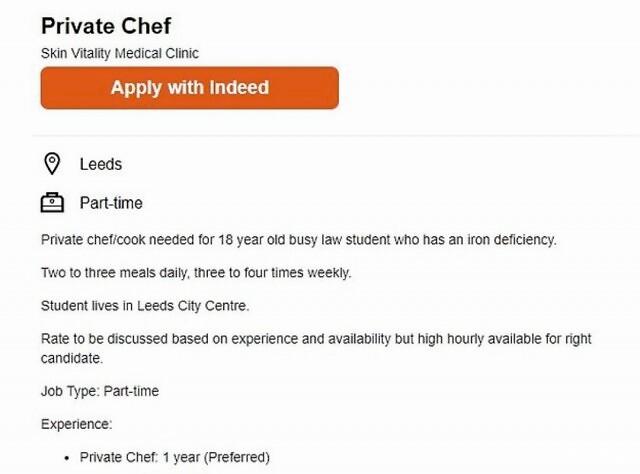 Private Chef
Skin Vitality Medical Clinic
Apply with Indeed
Leeds
Part-time
Private chef/cook needed for 18 year old busy law student who has an iron deficiency.
Two to three meals daily, three to four times weekly.
Student lives in Leeds City Centre.
Rate to be discussed based on experience and availability but high hourly available for right
candidate.
Job Type: Part-time
Experience:
• Private Chef: 1 year (Preferred)